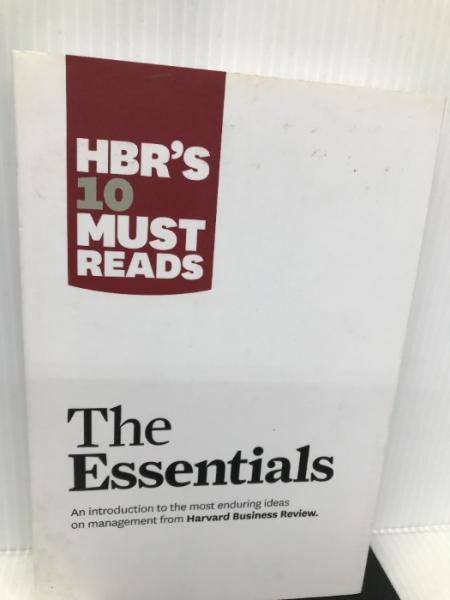 HBR'S
10
MUST
READS
The
Essentials
An introduction to the most enduring ideas
on management from Harvard Business Review.